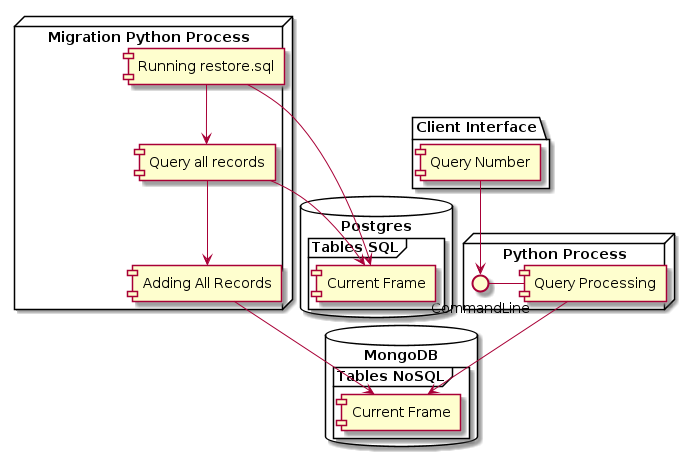 Migration Python Process
Running restore.sql
Query all records
Adding All Records
Client Interface
Query Number
Postgres
Tables SQL
Current Frame
Python Process
Query Processing
CommandLine
MongoDB
Tables NoSQL
Current Frame